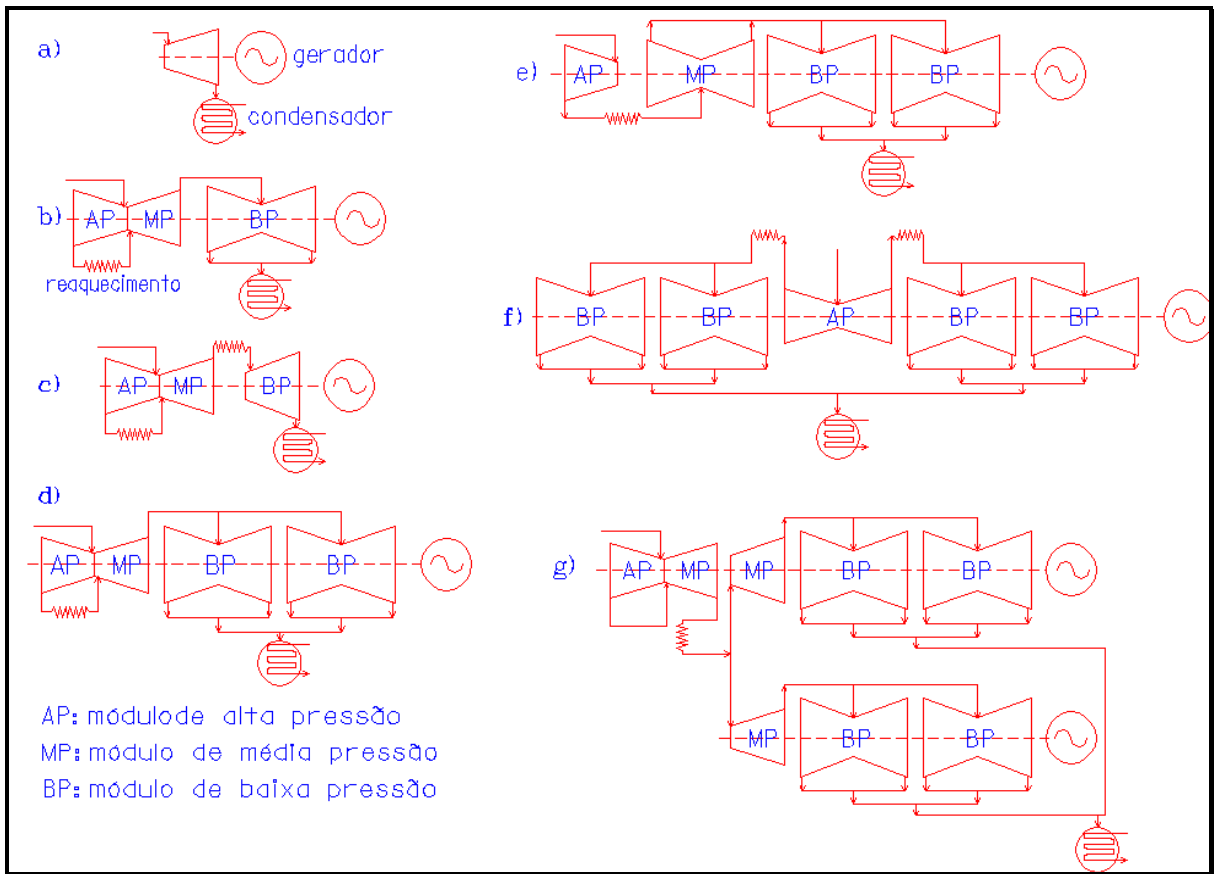 a)
gerador
condensador
b)
AP MP BP
reaquecimento
c)
AP MP BP
d)
AP MP BP BP
AP: módulode alta pressão
MP: módulo de média pressão
BP: módulo de baixa pressão
e)
AP MP BP BP
f)
BP BP AP BP BP
g)
AP MP MP BP BP
MP BP BP